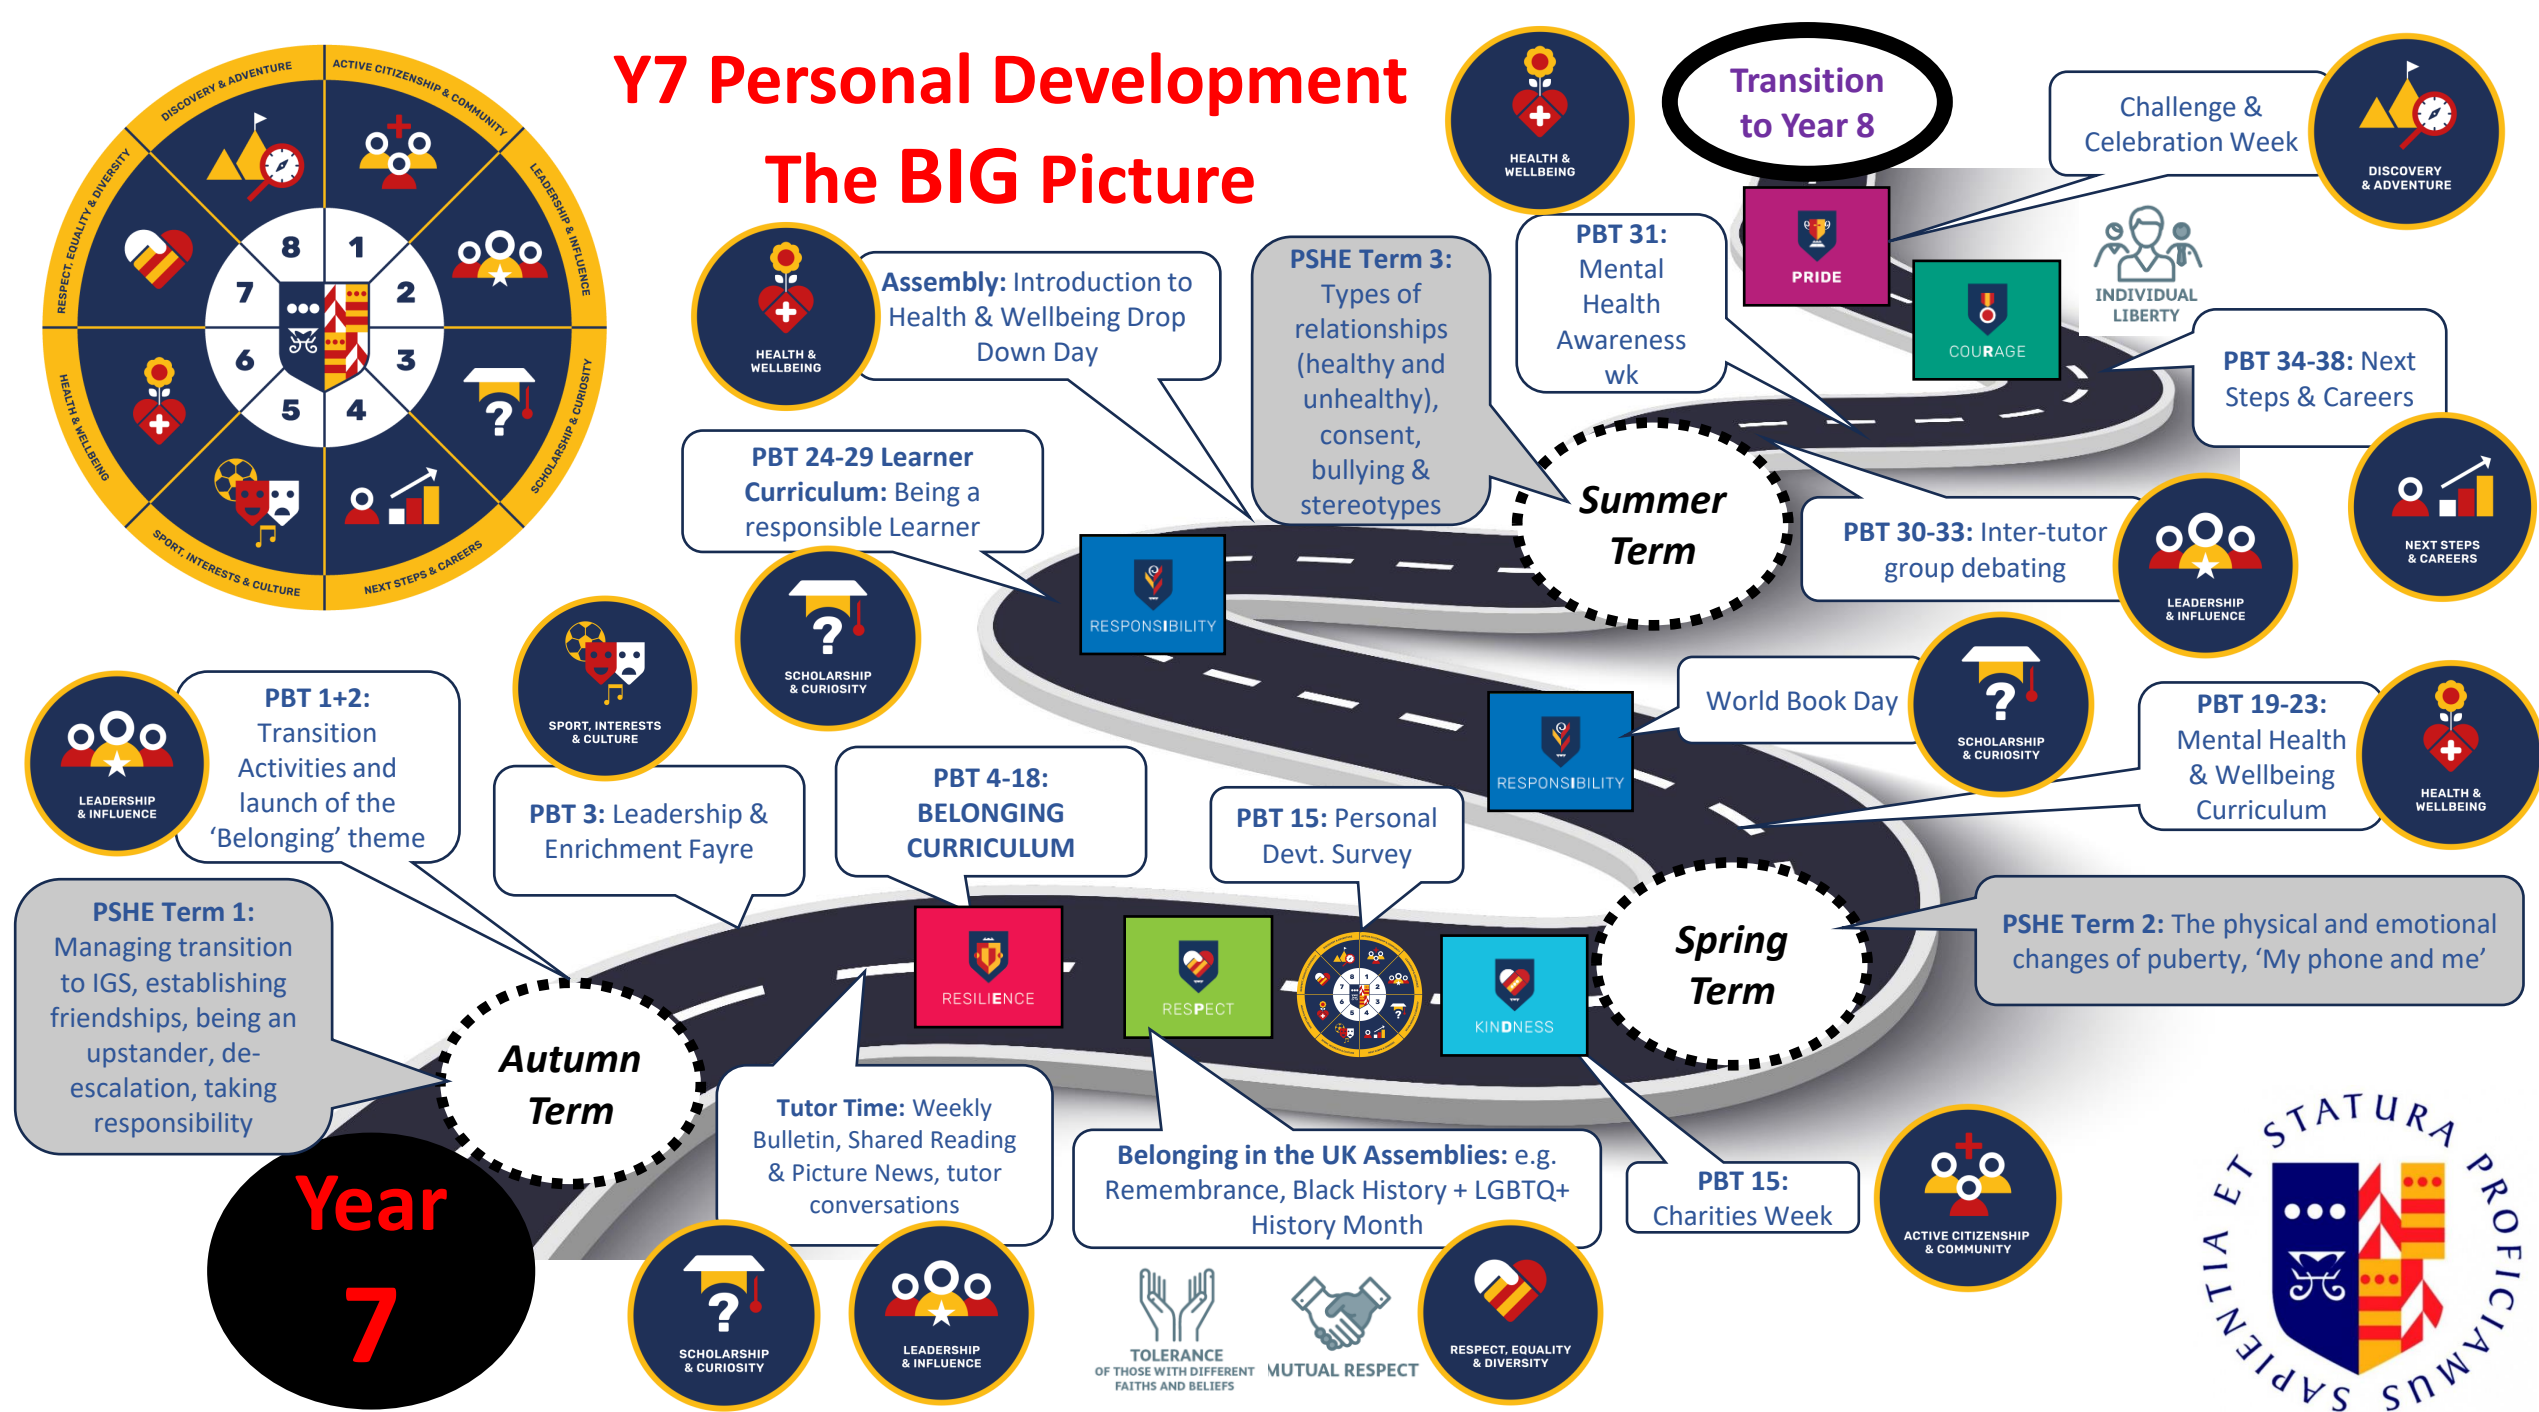 Y7 Personal Development
The BIG Picture
DISCOVERY & ADVENTURE
ACTIVE CITIZENSHIP & COMMUNITY
LEADERSHIP & INFLUENCE
SCHOLARSHIP & CURIOSITY
NEXT STEPS & CAREERS
SPORT, INTERESTS & CULTURE
HEALTH & WELLBEING
RESPECT, EQUALITY & DIVERSITY
8 1
7 2
6 3
5 4
HEALTH &
WELLBEING
Transition
to Year 8
Challenge &
Celebration Week
DISCOVERY
& ADVENTURE
PRIDE
INDIVIDUAL
LIBERTY
COURAGE
PBT 34-38: Next
Steps & Careers
NEXT STEPS
& CAREERS
PBT 31:
Mental
Health
Awareness
wk
PSHE Term 3:
Types of
relationships
(healthy and
unhealthy),
consent,
bullying &
stereotypes
HEALTH &
WELLBEING
Assembly: Introduction to
Health & Wellbeing Drop
Down Day
PBT 24-29 Learner
Curriculum: Being a
responsible Learner
SCHOLARSHIP
& CURIOSITY
RESPONSIBILITY
Summer
Term
PBT 30-33: Inter-tutor
group debating
LEADERSHIP
& INFLUENCE
World Book Day
SCHOLARSHIP
& CURIOSITY
RESPONSIBILITY
PBT 19-23:
Mental Health
& Wellbeing
Curriculum
HEALTH &
WELLBEING
LEADERSHIP
& INFLUENCE
PBT 1+2:
Transition
Activities and
launch of the
‘Belonging’ theme
SPORT, INTERESTS
& CULTURE
PBT 3: Leadership &
Enrichment Fayre
PBT 4-18:
BELONGING
CURRICULUM
PBT 15: Personal
Devt. Survey
PSHE Term 1:
Managing transition
to IGS, establishing
friendships, being an
upstander, de-
escalation, taking
responsibility
Autumn
Term
RESILIENCE
RESPECT
8 1
7 2
6 3
5 4
KINDNESS
Spring
Term
PSHE Term 2: The physical and emotional
changes of puberty, ‘My phone and me’
Year
7
Tutor Time: Weekly
Bulletin, Shared Reading
& Picture News, tutor
conversations
SCHOLARSHIP
& CURIOSITY
LEADERSHIP
& INFLUENCE
Belonging in the UK Assemblies: e.g.
Remembrance, Black History + LGBTQ+
History Month
TOLERANCE
OF THOSE WITH DIFFERENT
FAITHS AND BELIEFS
MUTUAL RESPECT
RESPECT, EQUALITY
& DIVERSITY
PBT 15:
Charities Week
ACTIVE CITIZENSHIP
& COMMUNITY
SAPIENTIA ET STATURA PROFICIAMUS